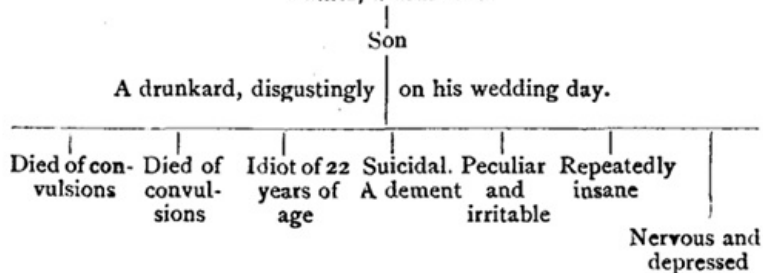 Son
A drunkard, disgustingly on his wedding day.
Died of con- Died of Idiot of 22 Suicidal. Peculiar Repeatedly
vulsions convul- years of A dement and insane
sions age irritable
Nervous and
depressed